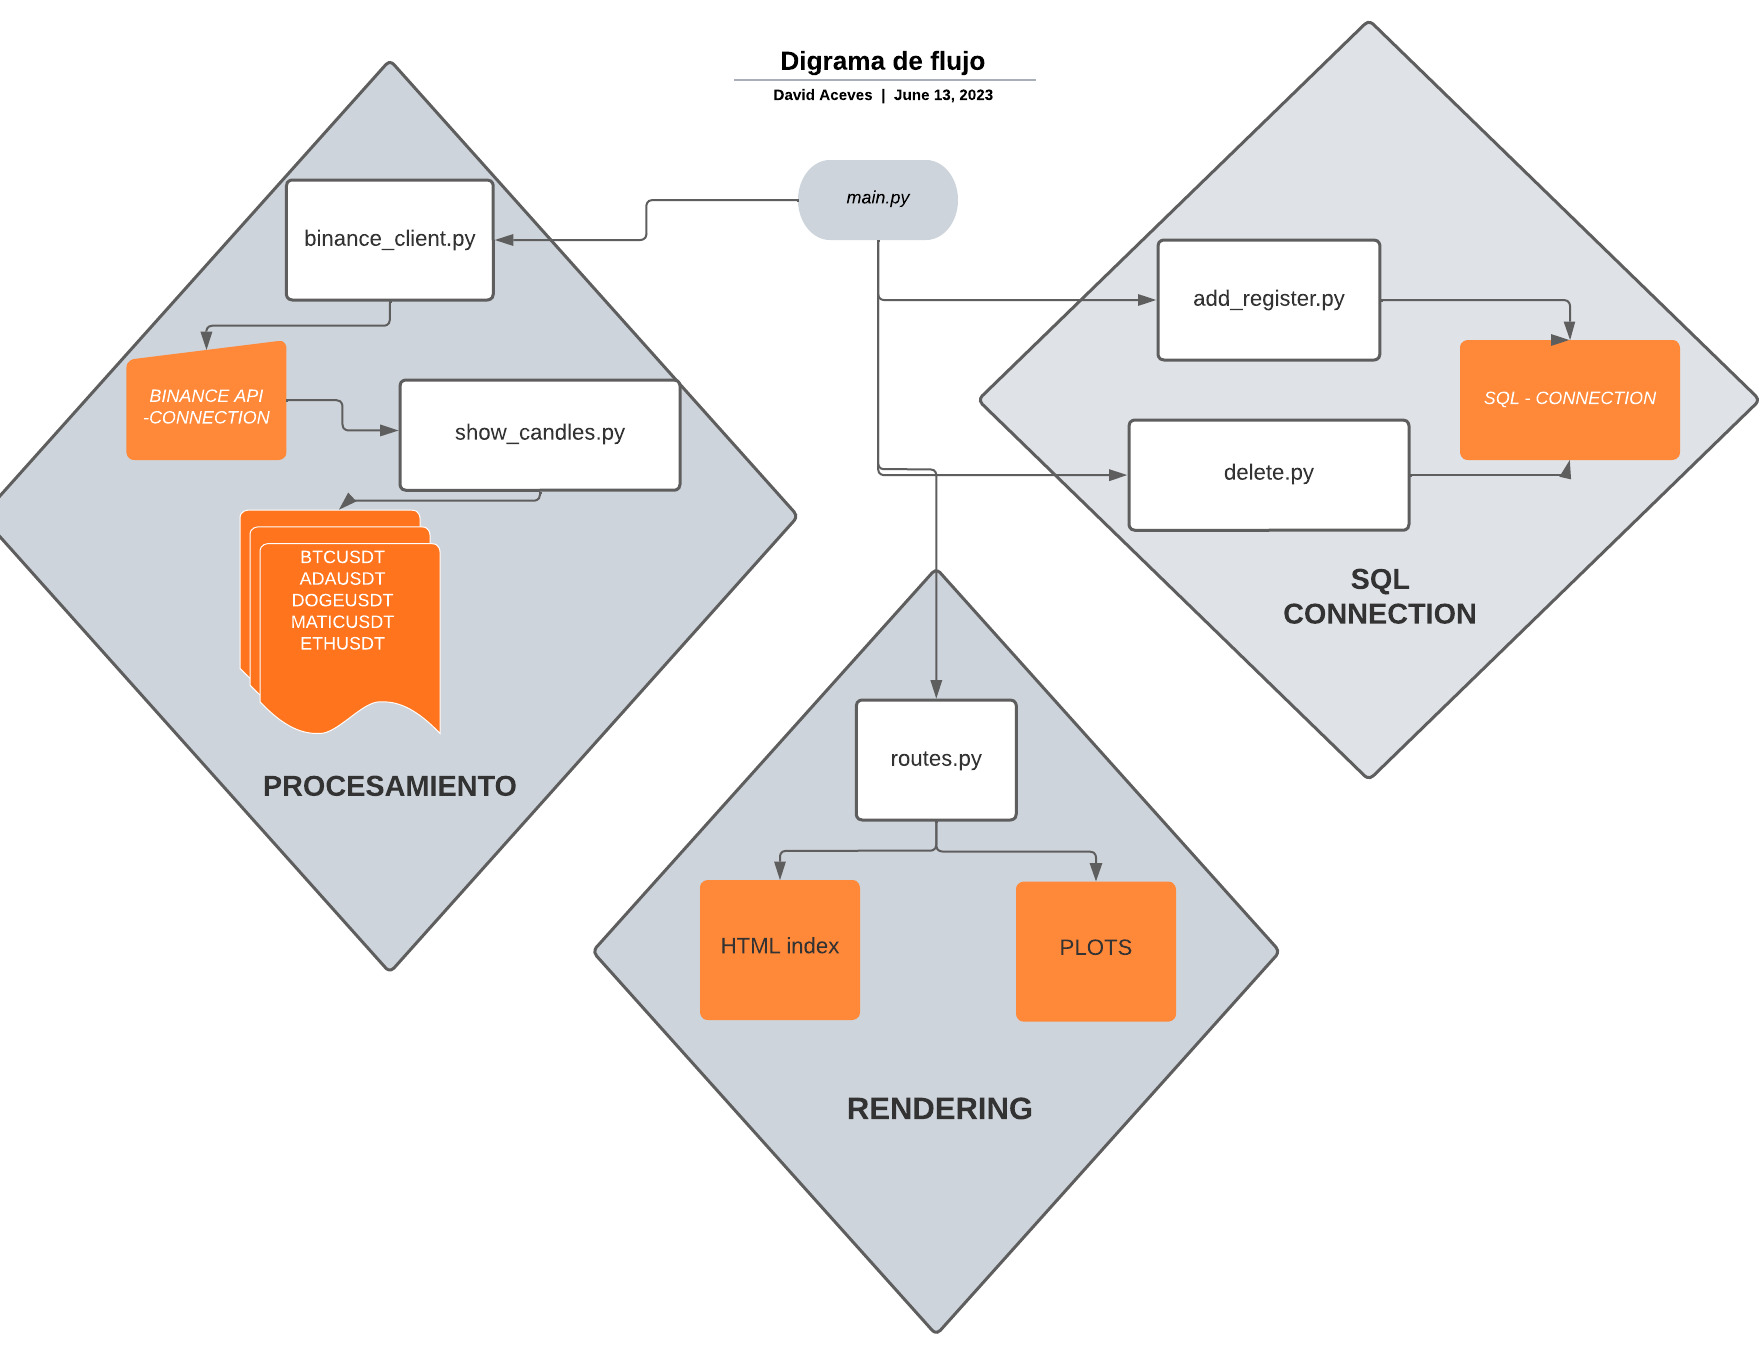 Digrama de flujo
David Aceves | June 13, 2023
main.py
binance_client.py
BINANCE API
-CONNECTION
show_candles.py
BTCUSDT
ADAUSDT
DOGEUSDT
MATICUSDT
ETHUSDT
PROCESAMIENTO
add_register.py
SQL - CONNECTION
delete.py
SQL
CONNECTION
routes.py
HTML index
PLOTS
RENDERING